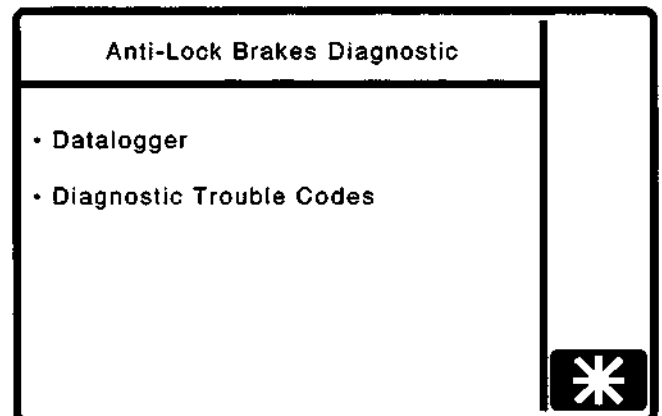 Anti-Lock Brakes Diagnostic
• Datalogger
• Diagnostic Trouble Codes